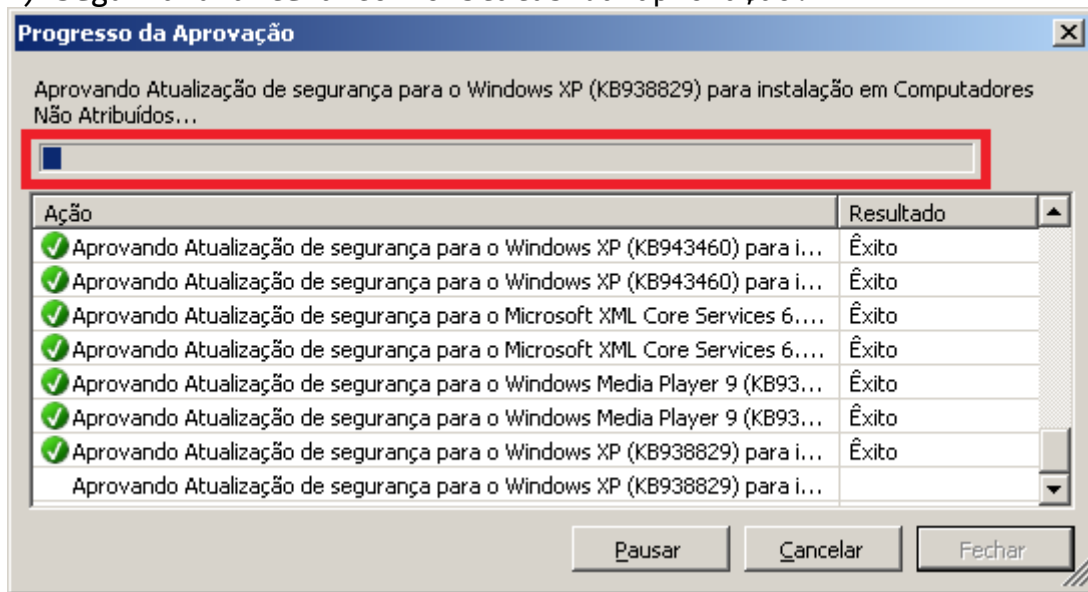 Progresso da Aprovação
Aprovando Atualização de segurança para o Windows XP (KB938829) para instalação em Computadores
Não Atribuídos...
Ação Resultado
Aprovando Atualização de segurança para o Windows XP (KB943460) para i... Êxito
Aprovando Atualização de segurança para o Windows XP (KB943460) para i... Êxito
Aprovando Atualização de segurança para o Microsoft XML Core Services 6.... Êxito
Aprovando Atualização de segurança para o Microsoft XML Core Services 6.... Êxito
Aprovando Atualização de segurança para o Windows Media Player 9 (KB93... Êxito
Aprovando Atualização de segurança para o Windows Media Player 9 (KB93... Êxito
Aprovando Atualização de segurança para o Windows XP (KB938829) para i... Êxito
Aprovando Atualização de segurança para o Windows XP (KB938829) para i...
Pausar Cancelar Fechar